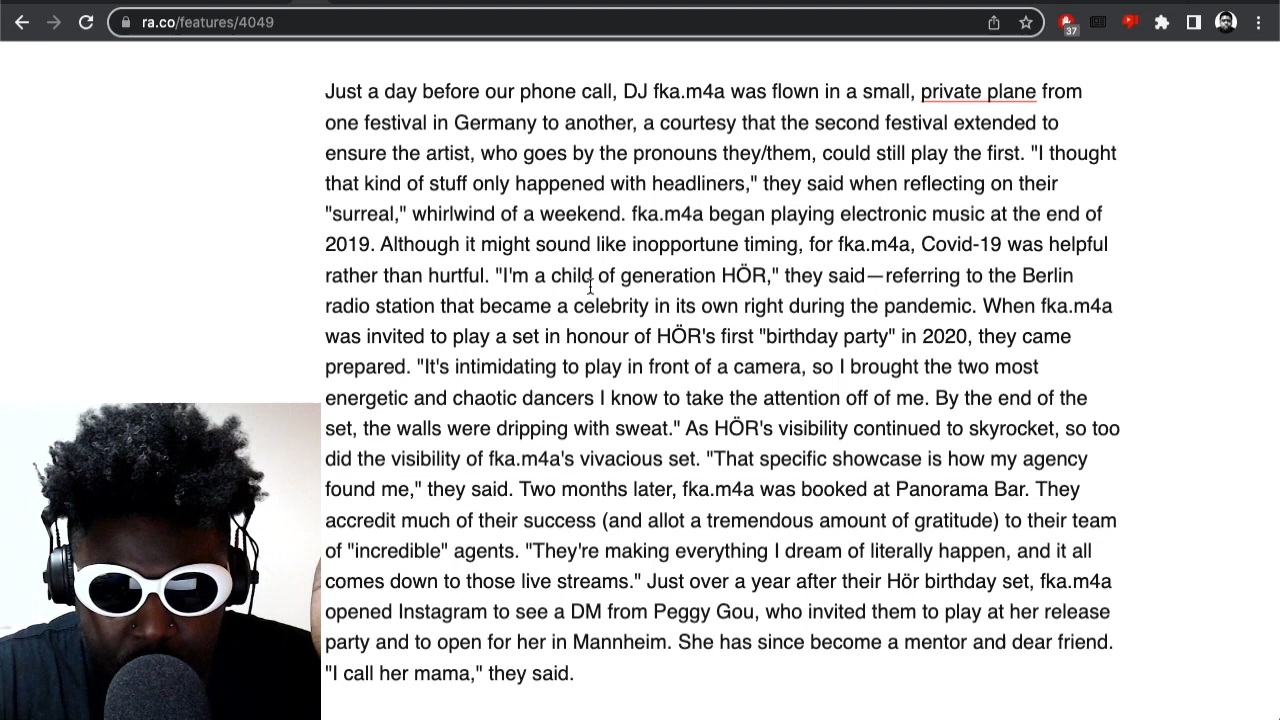 ra.co/features/4049
37
Just a day before our phone call, DJ fka.m4a was flown in a small, private plane from
one festival in Germany to another, a courtesy that the second festival extended to
ensure the artist, who goes by the pronouns they/them, could still play the first. "I thought
that kind of stuff only happened with headliners," they said when reflecting on their
"surreal," whirlwind of a weekend. fka.m4a began playing electronic music at the end of
2019. Although it might sound like inopportune timing, for fka.m4a, Covid-19 was helpful
rather than hurtful. "I'm a child of generation HÖR," they said—referring to the Berlin
radio station that became a celebrity in its own right during the pandemic. When fka.m4a
was invited to play a set in honour of HÖR's first "birthday party" in 2020, they came
prepared. "It's intimidating to play in front of a camera, so I brought the two most
energetic and chaotic dancers I know to take the attention off of me. By the end of the
set, the walls were dripping with sweat." As HÖR's visibility continued to skyrocket, so too
did the visibility of fka.m4a's vivacious set. "That specific showcase is how my agency
found me," they said. Two months later, fka.m4a was booked at Panorama Bar. They
accredit much of their success (and allot a tremendous amount of gratitude) to their team
of "incredible" agents. "They're making everything I dream of literally happen, and it all
comes down to those live streams." Just over a year after their Hör birthday set, fka.m4a
opened Instagram to see a DM from Peggy Gou, who invited them to play at her release
party and to open for her in Mannheim. She has since become a mentor and dear friend.
"I call her mama," they said.